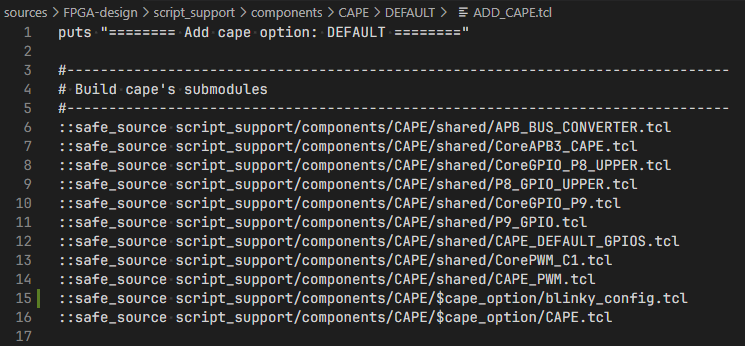 sources > FPGA-design > script_support > components > CAPE > DEFAULT > ADD_CAPE.tcl
1 puts "======== Add cape option: DEFAULT ========"
2
3 #-------------------------------------------------------------------------------
4 # Build cape's submodules
5 #-------------------------------------------------------------------------------
6 ::safe_source script_support/components/CAPE/shared/APB_BUS_CONVERTER.tcl
7 ::safe_source script_support/components/CAPE/shared/CoreAPB3_CAPE.tcl
8 ::safe_source script_support/components/CAPE/shared/CoreGPIO_P8_UPPER.tcl
9 ::safe_source script_support/components/CAPE/shared/P8_GPIO_UPPER.tcl
10 ::safe_source script_support/components/CAPE/shared/CoreGPIO_P9.tcl
11 ::safe_source script_support/components/CAPE/shared/P9_GPIO.tcl
12 ::safe_source script_support/components/CAPE/shared/CAPE_DEFAULT_GPIOS.tcl
13 ::safe_source script_support/components/CAPE/shared/CorePWM_C1.tcl
14 ::safe_source script_support/components/CAPE/shared/CAPE_PWM.tcl
15 ::safe_source script_support/components/CAPE/$cape_option/blinky_config.tcl
16 ::safe_source script_support/components/CAPE/$cape_option/CAPE.tcl
17